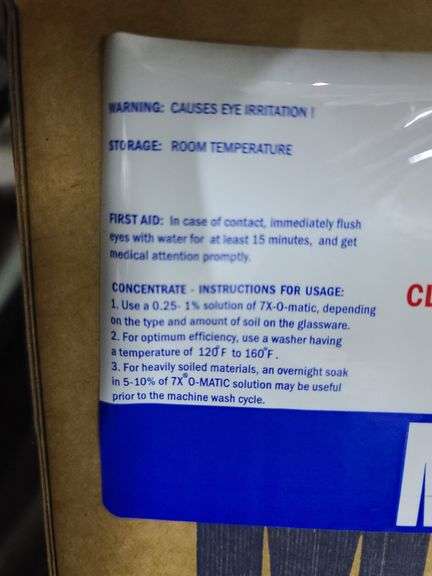 WARNING: CAUSES EYE IRRITATION !
STORAGE: ROOM TEMPERATURE
FIRST AID: In case of contact, immediately flush
eyes with water for at least 15 minutes, and get
medical attention promptly.
CONCENTRATE - INSTRUCTIONS FOR USAGE:
1. Use a 0.25- 1% solution of 7X-O-matic, depending
on the type and amount of soil on the glassware.
2. For optimum efficiency, use a washer having
a temperature of 120°F to 160°F.
3. For heavily soiled materials, an overnight soak
in 5-10% of 7X®O-MATIC solution may be useful
prior to the machine wash cycle.